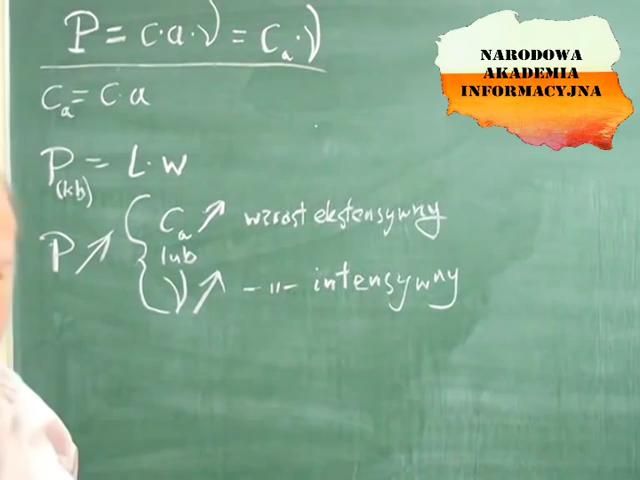 P = c·a·ν = Cₐ·ν
Cₐ = c·a
P(kb) = L·w
P↗ { Cₐ ↗ wzrost ekstensywny
lub
ν ↗ -"- intensywny
NARODOWA
AKADEMIA
INFORMACYJNA